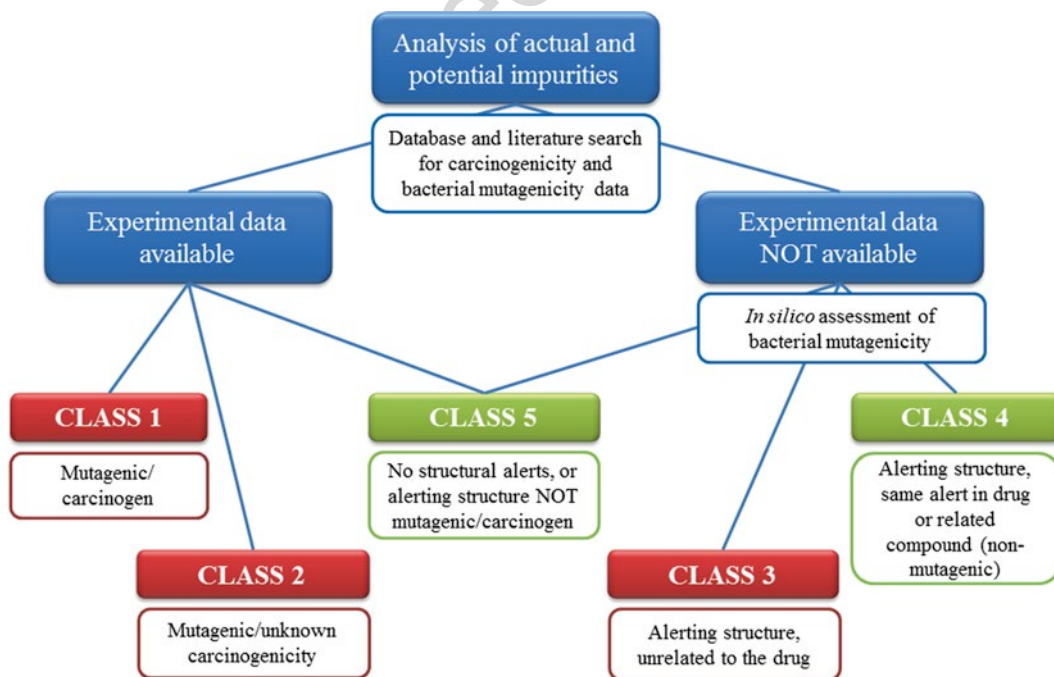 Analysis of actual and
potential impurities
Database and literature search
for carcinogenicity and
bacterial mutagenicity data
Experimental data
available
Experimental data
NOT available
In silico assessment of
bacterial mutagenicity
CLASS 1
Mutagenic/
carcinogen
CLASS 5
No structural alerts, or
alerting structure NOT
mutagenic/carcinogen
CLASS 4
Alerting structure,
same alert in drug
or related
compound (non-
mutagenic)
CLASS 2
Mutagenic/unknown
carcinogenicity
CLASS 3
Alerting structure,
unrelated to the drug